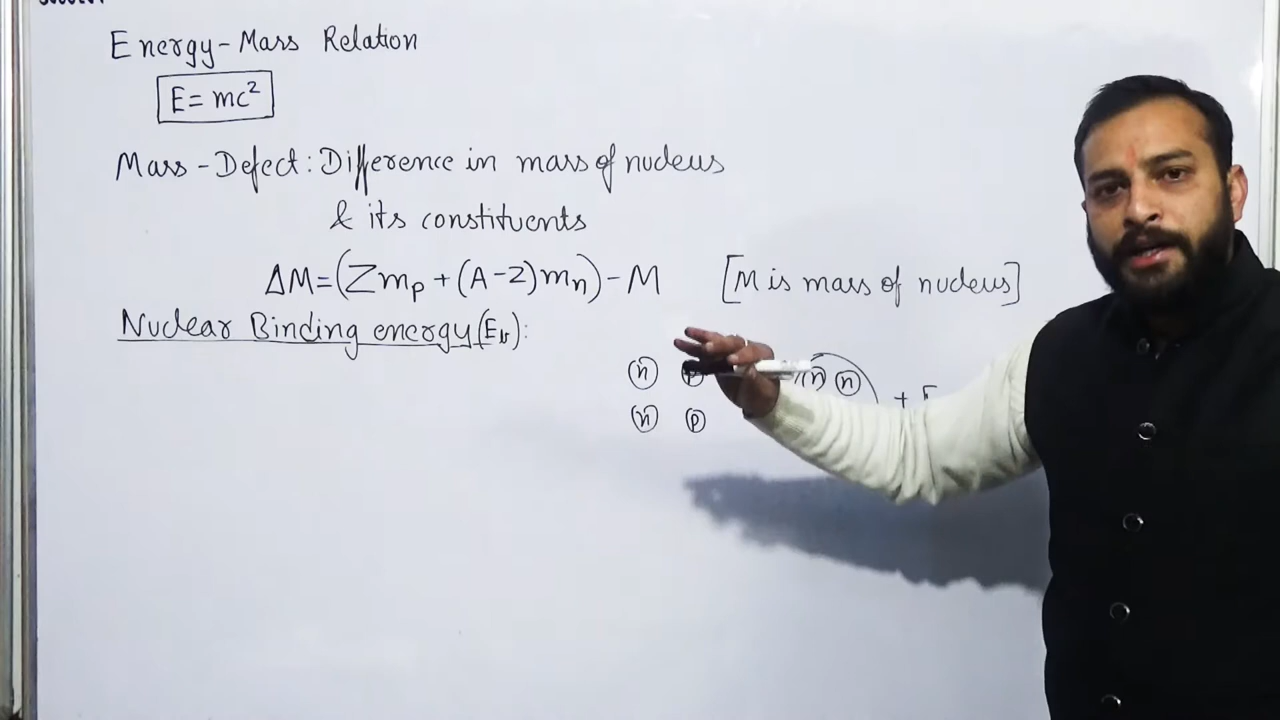 Energy-Mass Relation
E = mc²
Mass-Defect: Difference in mass of nucleus
& its constituents
ΔM = (Zmp + (A-Z)mn) - M [M is mass of nucleus]
Nuclear Binding energy (Eb):
n p n n +
n p